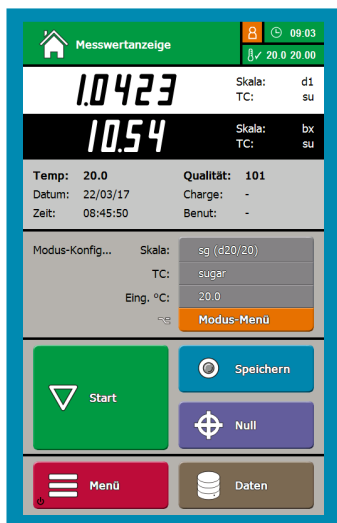 Messwertanzeige
8 09:03
20.0 20.00
1.0423 Skala: d1
TC: su
10.54 Skala: bx
TC: su
Temp: 20.0 Qualität: 101
Datum: 22/03/17 Charge: -
Zeit: 08:45:50 Benut: -
Modus-Konfig... Skala: sg (d20/20)
TC: sugar
Eing. °C: 20.0
Modus-Menü
Start
Speichern
Null
Menü
Daten